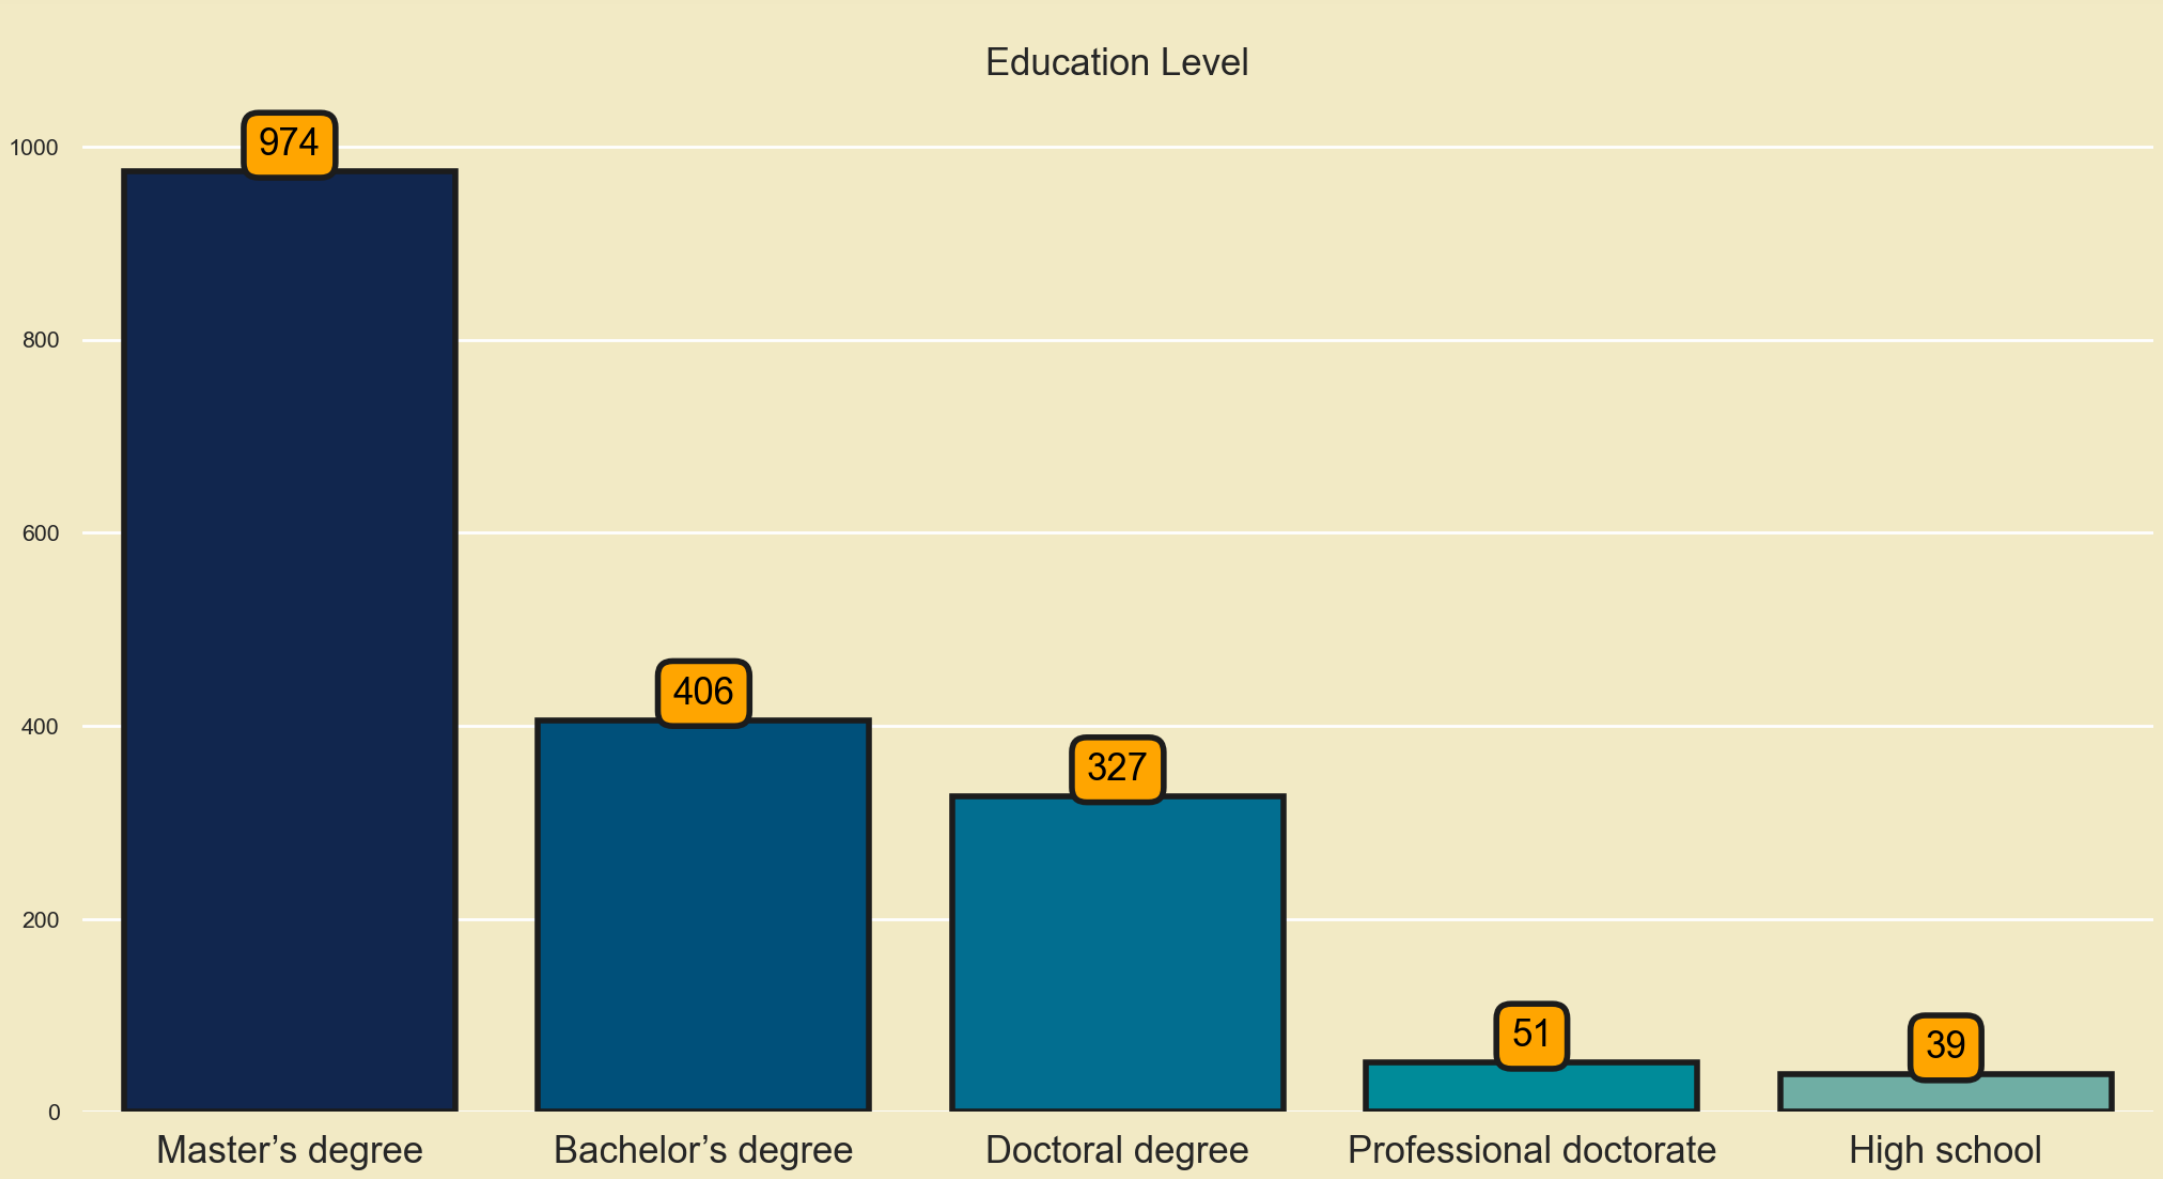 Education Level
1000
800
600
400
200
0
974
406
327
51
39
Master’s degree
Bachelor’s degree
Doctoral degree
Professional doctorate
High school